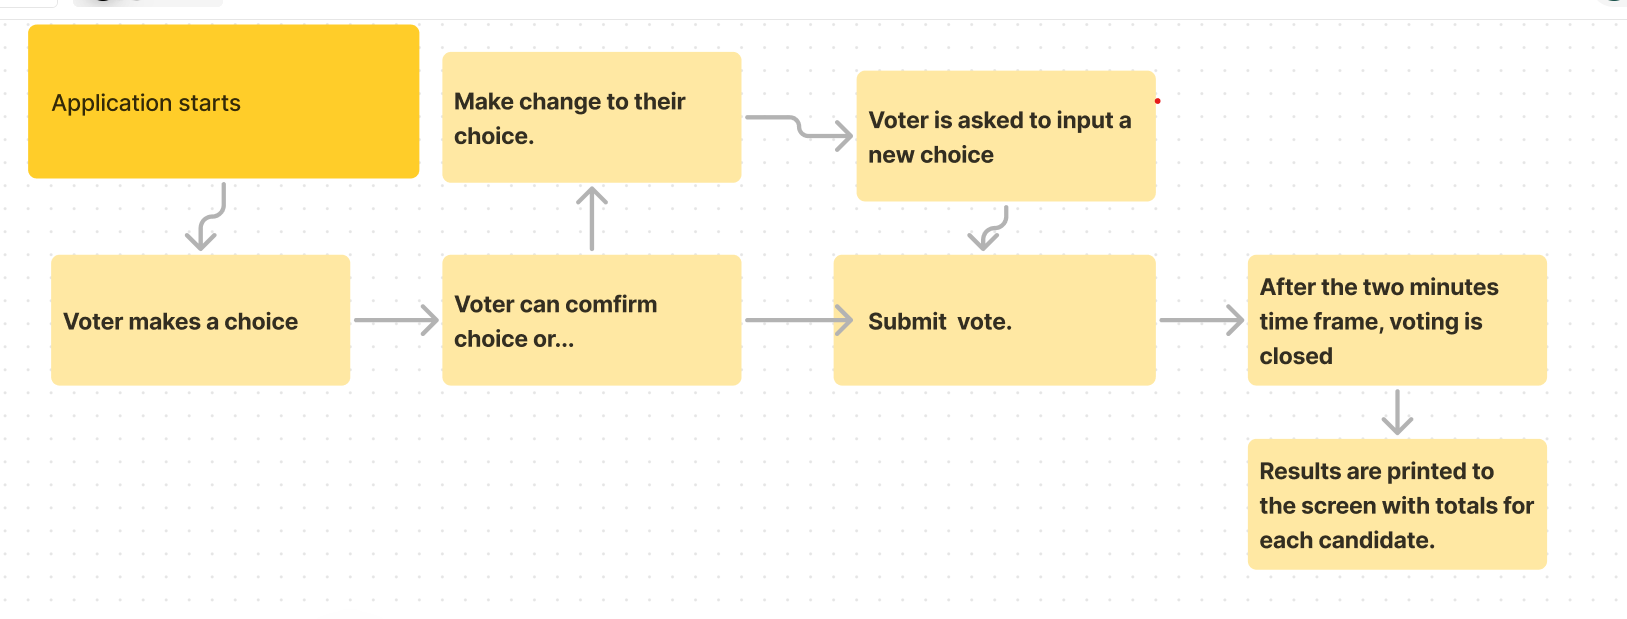 Application starts
Make change to their
choice.
Voter is asked to input a
new choice
Voter makes a choice
Voter can comfirm
choice or...
Submit  vote.
After the two minutes
time frame, voting is
closed
Results are printed to
the screen with totals for
each candidate.